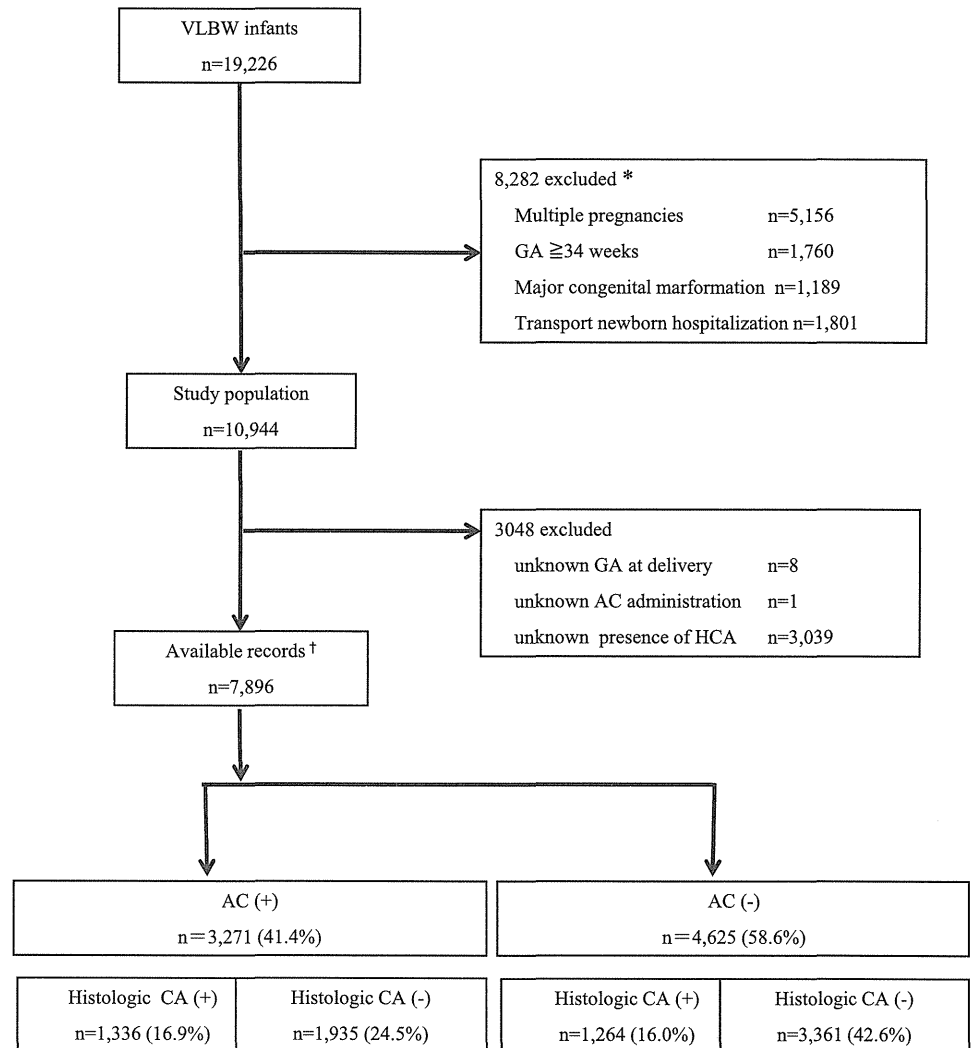 VLBW infants
n=19,226
8,282 excluded *
Multiple pregnancies n=5,156
GA ≧34 weeks n=1,760
Major congenital marformation n=1,189
Transport newborn hospitalization n=1,801
Study population
n=10,944
3048 excluded
unknown GA at delivery n=8
unknown AC administration n=1
unknown presence of HCA n=3,039
Available records †
n=7,896
AC (+)
n=3,271 (41.4%)
AC (-)
n=4,625 (58.6%)
Histologic CA (+)
n=1,336 (16.9%)
Histologic CA (-)
n=1,935 (24.5%)
Histologic CA (+)
n=1,264 (16.0%)
Histologic CA (-)
n=3,361 (42.6%)